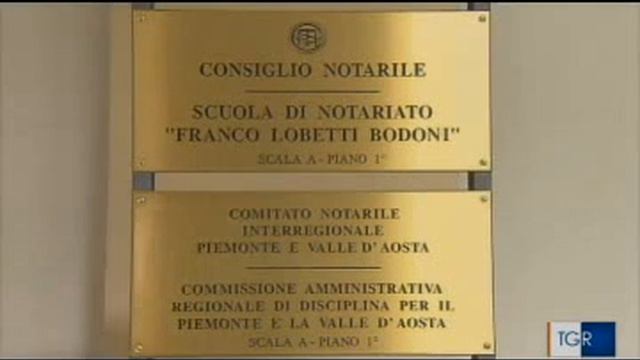 CONSIGLIO NOTARILE
SCUOLA DI NOTARIATO
"FRANCO LOBETTI BODONI"
SCALA A - PIANO 1°
COMITATO NOTARILE
INTERREGIONALE
PIEMONTE E VALLE D'AOSTA
COMMISSIONE AMMINISTRATIVA
REGIONALE DI DISCIPLINA PER IL
PIEMONTE E LA VALLE D'AOSTA
SCALA A - PIANO 1°
TGR